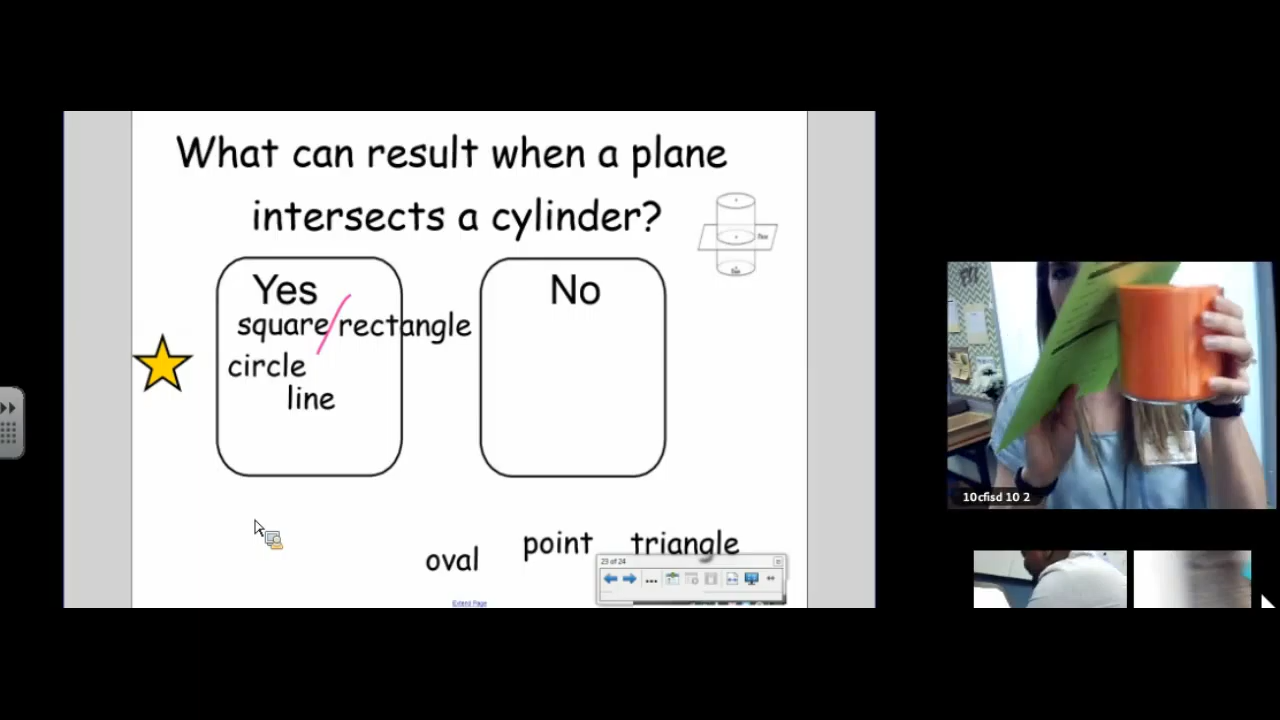 What can result when a plane
intersects a cylinder?
Yes
No
square/rectangle
circle
line
oval
point
triangle
23 of 24
Extend Page
10cfisd 10 2